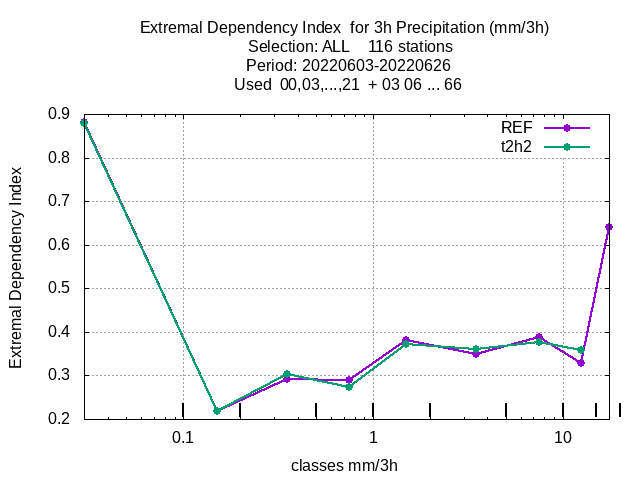 Extremal Dependency Index  for 3h Precipitation (mm/3h)
Selection: ALL    116 stations
Period: 20220603-20220626
Used  00,03,...,21  + 03 06 ... 66
REF
t2h2
Extremal Dependency Index
0.9
0.8
0.7
0.6
0.5
0.4
0.3
0.2
0.1 1 10
classes mm/3h